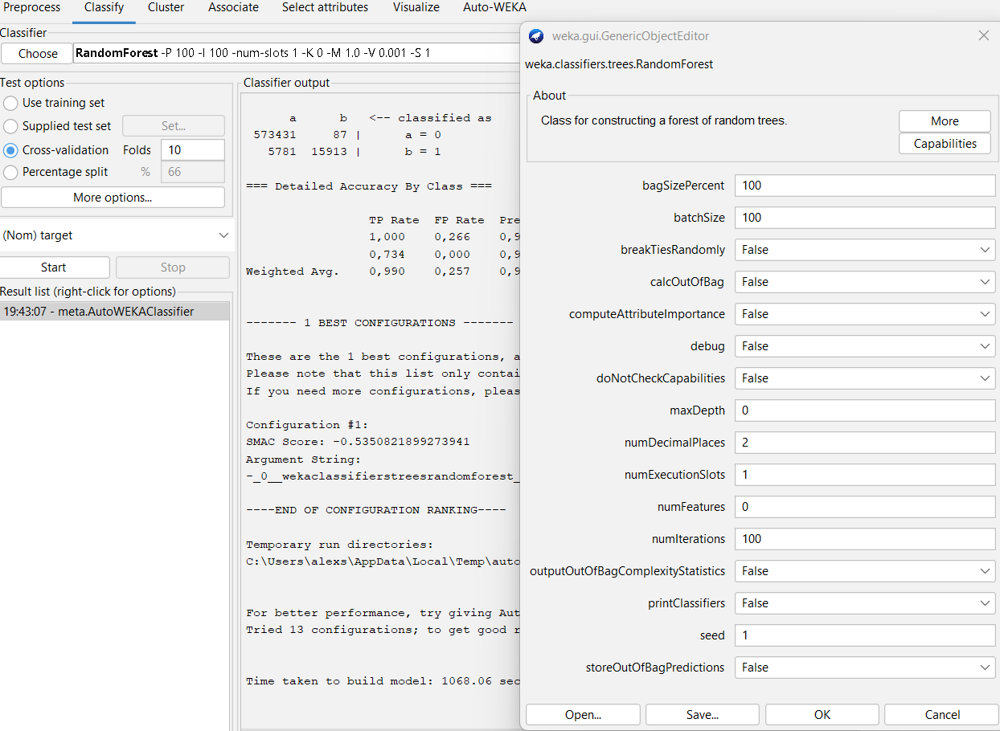 Preprocess Classify Cluster Associate Select attributes Visualize Auto-WEKA
Classifier
Choose RandomForest -P 100 -I 100 -num-slots 1 -K 0 -M 1.0 -V 0.001 -S 1
Test options
Use training set
Supplied test set Set...
Cross-validation Folds 10
Percentage split % 66
More options...
(Nom) target
Start Stop
Result list (right-click for options)
19:43:07 - meta.AutoWEKAClassifier
Classifier output
a b <-- classified as
573431 87 | a = 0
5781 15913 | b = 1
=== Detailed Accuracy By Class ===
TP Rate FP Rate Pre
1,000 0,266 0,9
0,734 0,000 0,9
Weighted Avg. 0,990 0,257 0,9
------- 1 BEST CONFIGURATIONS -------
These are the 1 best configurations, a
Please note that this list only contai
If you need more configurations, pleas
Configuration #1:
SMAC Score: -0.5350821899273941
Argument String:
-_0__wekaclassifierstreesrandomforest_
----END OF CONFIGURATION RANKING----
Temporary run directories:
C:\Users\alexs\AppData\Local\Temp\auto
For better performance, try giving Aut
Tried 13 configurations; to get good r
Time taken to build model: 1068.06 sec
weka.gui.GenericObjectEditor
weka.classifiers.trees.RandomForest
About
Class for constructing a forest of random trees.
More
Capabilities
bagSizePercent 100
batchSize 100
breakTiesRandomly False
calcOutOfBag False
computeAttributeImportance False
debug False
doNotCheckCapabilities False
maxDepth 0
numDecimalPlaces 2
numExecutionSlots 1
numFeatures 0
numIterations 100
outputOutOfBagComplexityStatistics False
printClassifiers False
seed 1
storeOutOfBagPredictions False
Open... Save... OK Cancel